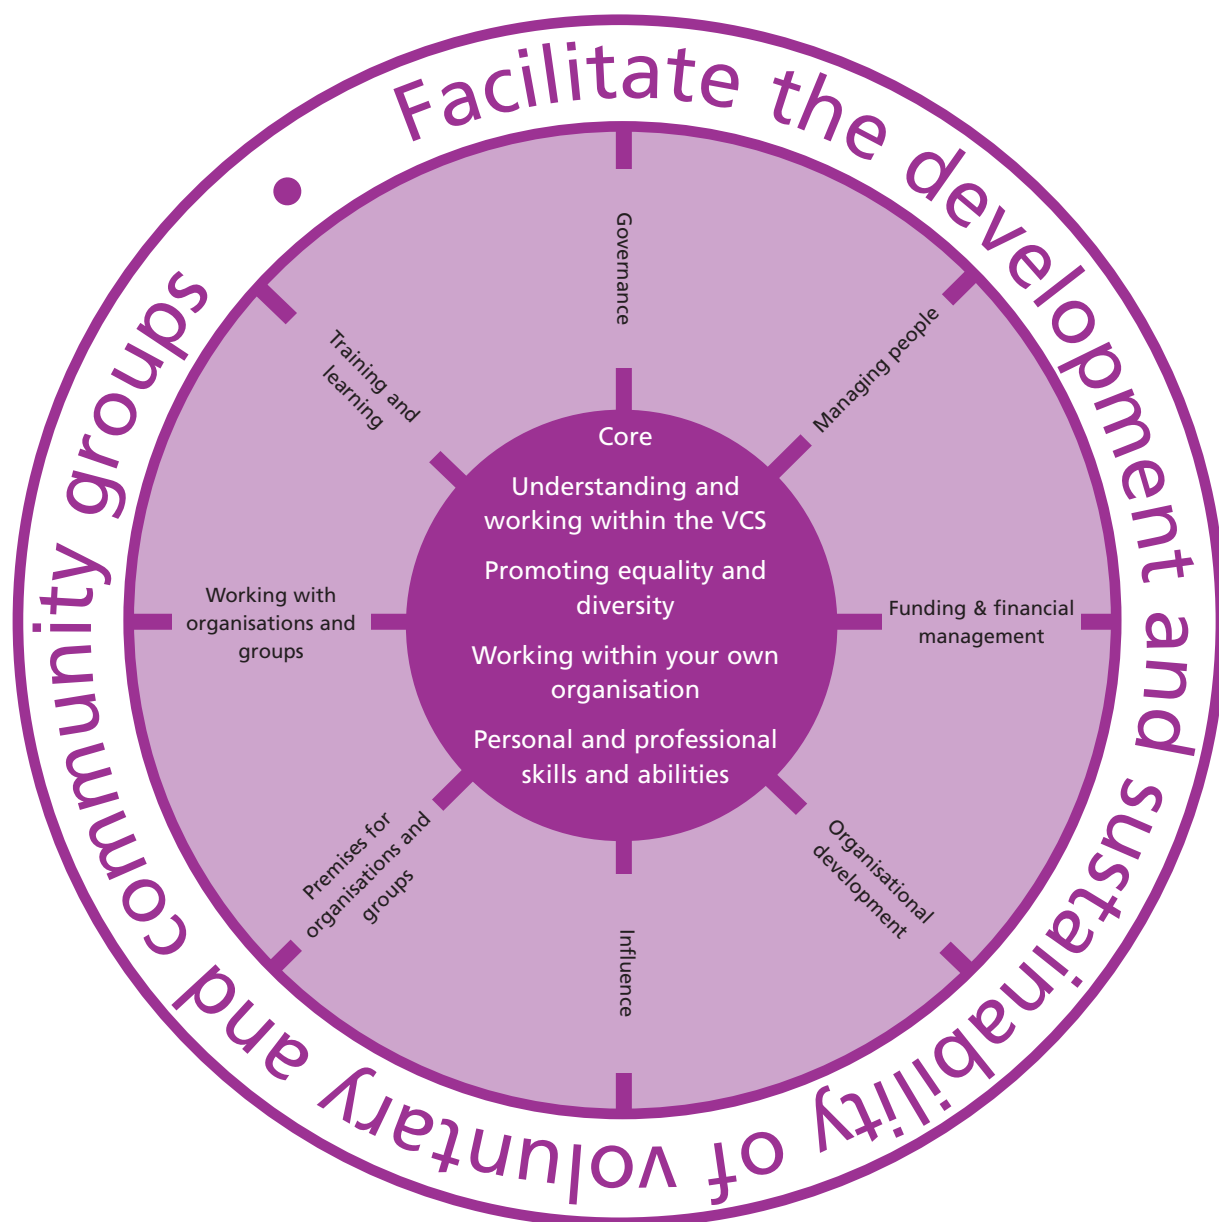 Facilitate the development and sustainability of voluntary and community groups •
Governance
Managing people
Funding & financial
management
Organisational
development
Influence
Premises for
organisations and
groups
Working with
organisations and
groups
Training and
learning
Core
Understanding and
working within the VCS
Promoting equality and
diversity
Working within your own
organisation
Personal and professional
skills and abilities